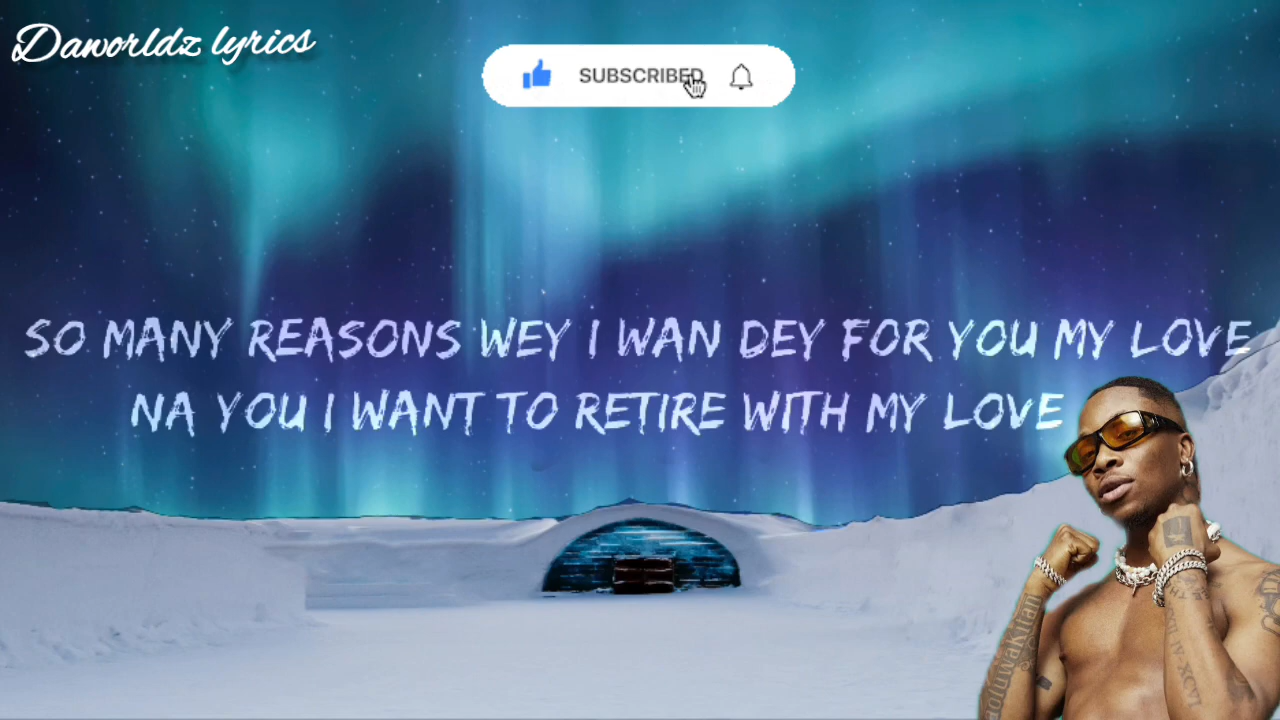 Daworldz lyrics
SUBSCRIBED
SO MANY REASONS WEY I WAN DEY FOR YOU MY LOVE
NA YOU I WANT TO RETIRE WITH MY LOVE